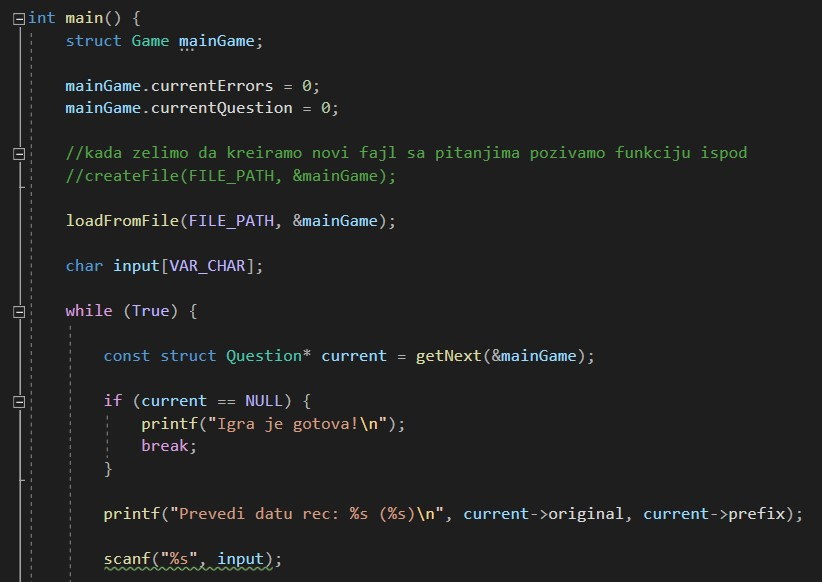 int main() {
struct Game mainGame;
mainGame.currentErrors = 0;
mainGame.currentQuestion = 0;
//kada zelimo da kreiramo novi fajl sa pitanjima pozivamo funkciju ispod
//createFile(FILE_PATH, &mainGame);
loadFromFile(FILE_PATH, &mainGame);
char input[VAR_CHAR];
while (True) {
const struct Question* current = getNext(&mainGame);
if (current == NULL) {
printf("Igra je gotova!\n");
break;
}
printf("Prevedi datu rec: %s (%s)\n", current->original, current->prefix);
scanf("%s", input);